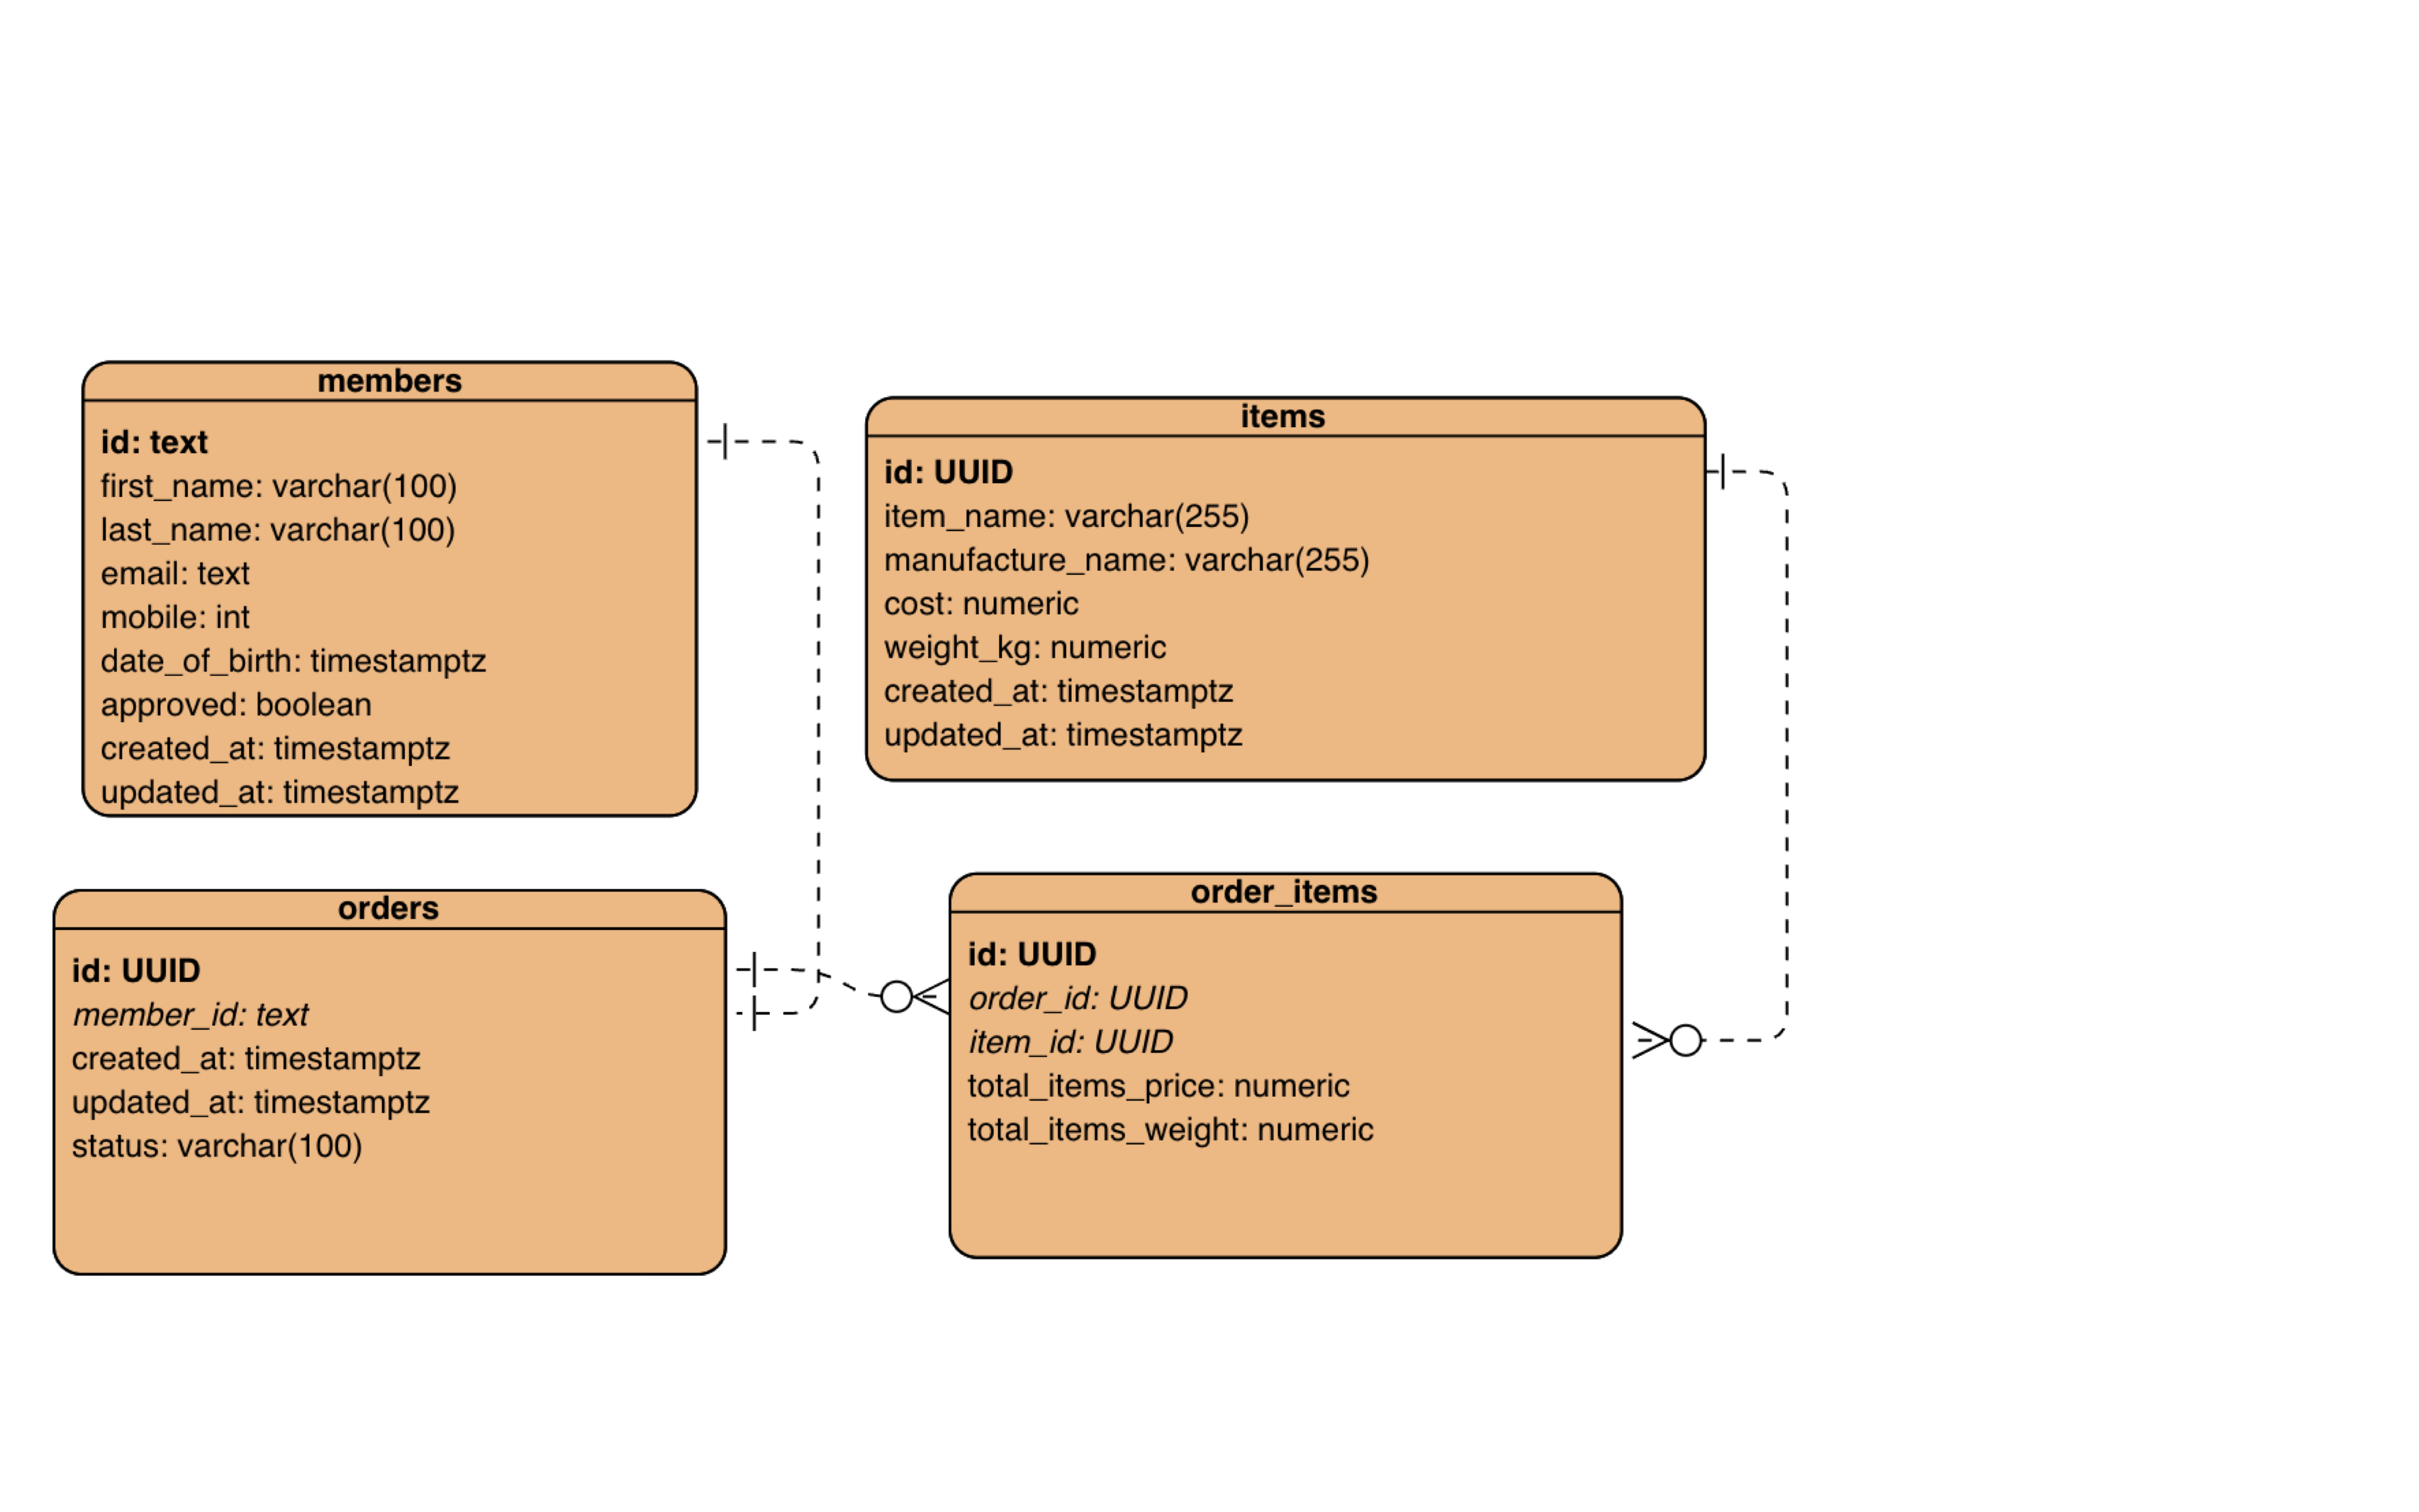 members
id: text
first_name: varchar(100)
last_name: varchar(100)
email: text
mobile: int
date_of_birth: timestamptz
approved: boolean
created_at: timestamptz
updated_at: timestamptz
items
id: UUID
item_name: varchar(255)
manufacture_name: varchar(255)
cost: numeric
weight_kg: numeric
created_at: timestamptz
updated_at: timestamptz
orders
id: UUID
member_id: text
created_at: timestamptz
updated_at: timestamptz
status: varchar(100)
order_items
id: UUID
order_id: UUID
item_id: UUID
total_items_price: numeric
total_items_weight: numeric